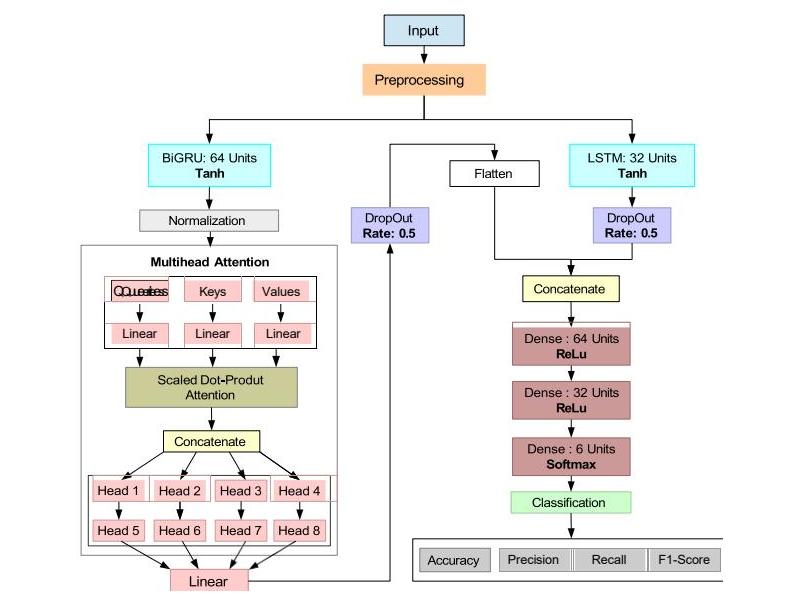 Input
Preprocessing
BiGRU: 64 Units
Tanh
Normalization
Multihead Attention
Keys
Values
Linear
Linear
Linear
Scaled Dot-Produt
Attention
Concatenate
Head 1
Head 2
Head 3
Head 4
Head 5
Head 6
Head 7
Head 8
Linear
DropOut
Rate: 0.5
Flatten
LSTM: 32 Units
Tanh
DropOut
Rate: 0.5
Concatenate
Dense : 64 Units
ReLu
Dense : 32 Units
ReLu
Dense : 6 Units
Softmax
Classification
Accuracy
Precision
Recall
F1-Score